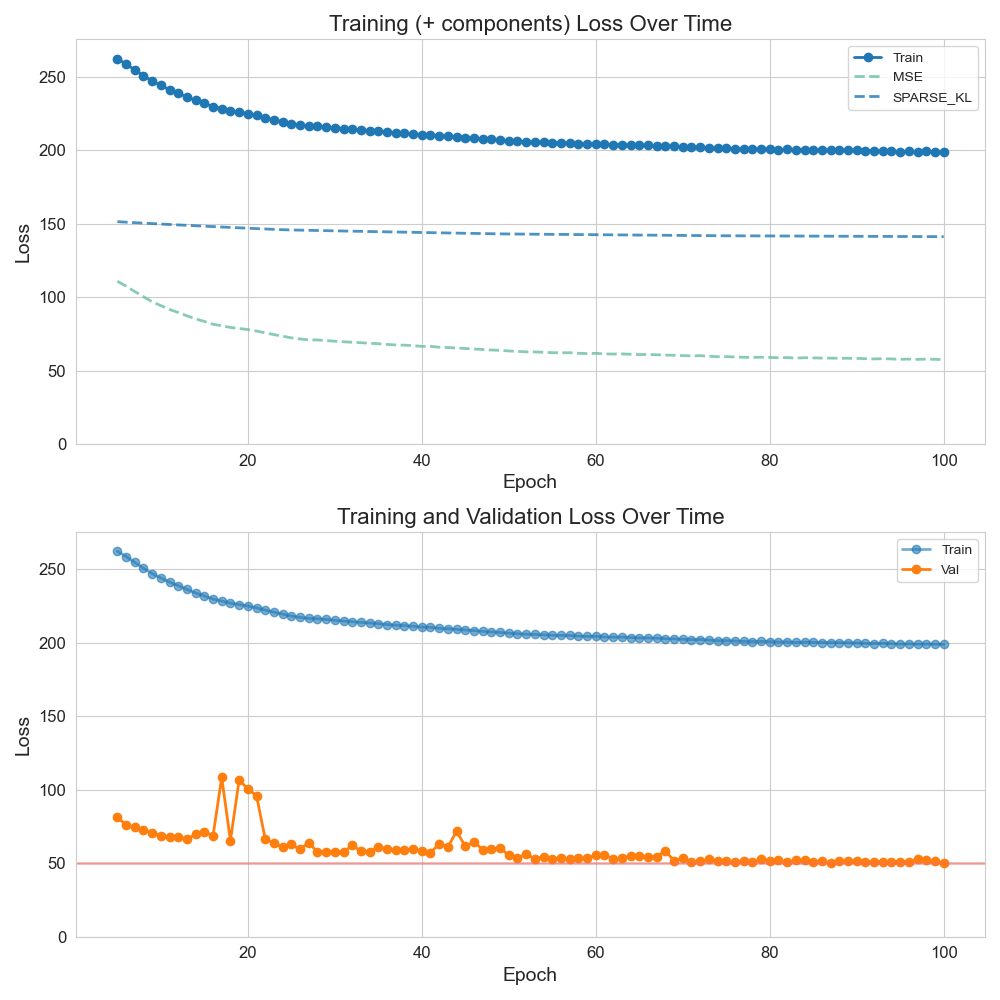 Training (+ components) Loss Over Time
Train
MSE
SPARSE_KL
250
200
150
100
50
0
Loss
20 40 60 80 100
Epoch
Training and Validation Loss Over Time
Train
Val
250
200
150
100
50
0
Loss
20 40 60 80 100
Epoch